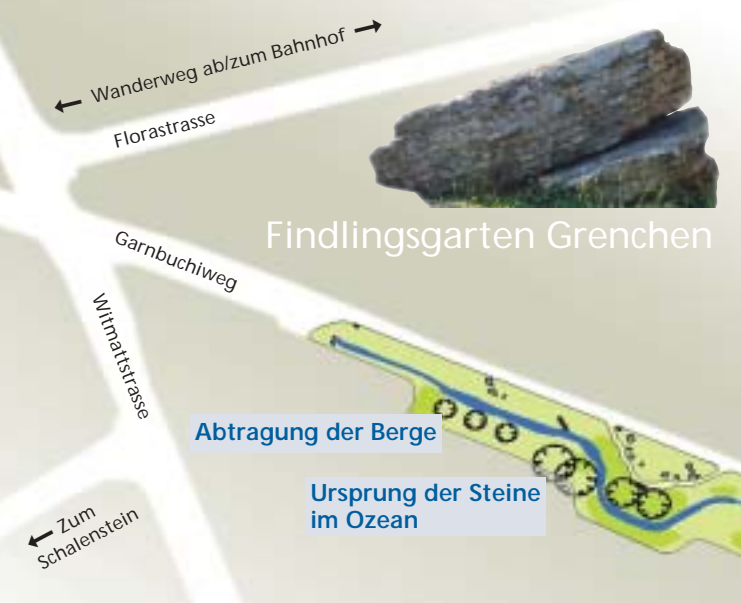 Wanderweg ab/zum Bahnhof
Florastrasse
Findlingsgarten Grenchen
Garnbuchiweg
Witmattstrasse
Abtragung der Berge
Ursprung der Steine
im Ozean
Zum
Schalenstein